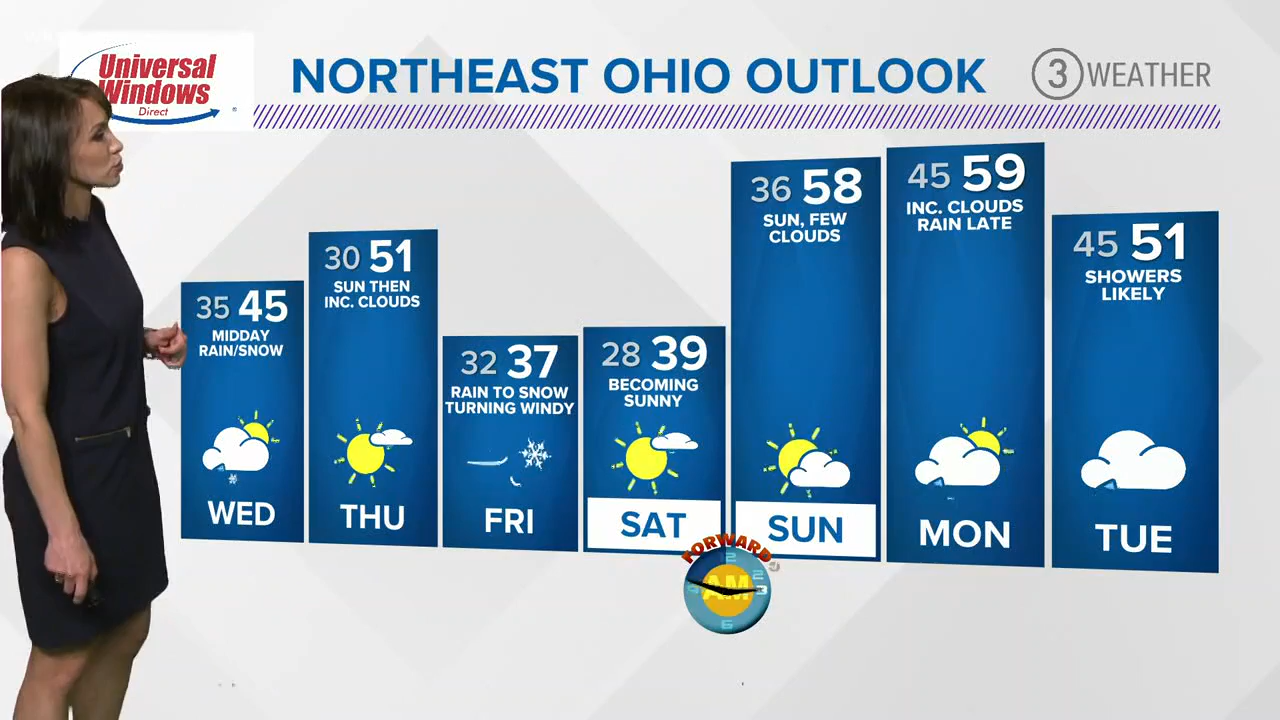 Universal
Windows
Direct
NORTHEAST OHIO OUTLOOK
3 WEATHER
35 45
MIDDAY
RAIN/SNOW
WED
30 51
SUN THEN
INC. CLOUDS
THU
32 37
RAIN TO SNOW
TURNING WINDY
FRI
28 39
BECOMING
SUNNY
SAT
36 58
SUN, FEW
CLOUDS
SUN
45 59
INC. CLOUDS
RAIN LATE
MON
45 51
SHOWERS
LIKELY
TUE
FORWARD
AM